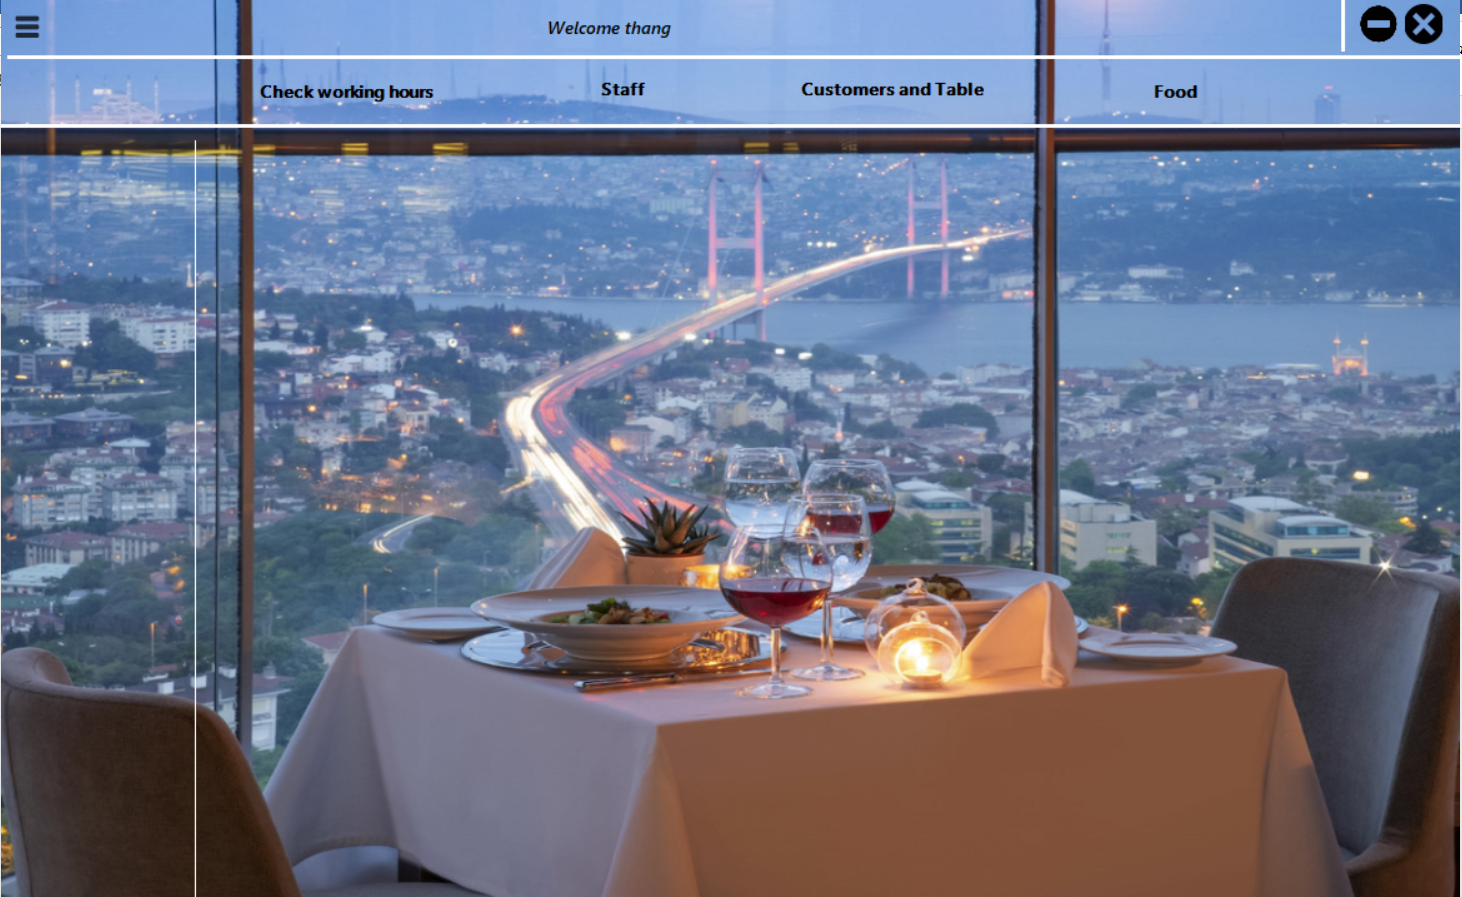 Welcome thang
Check working hours
Staff
Customers and Table
Food